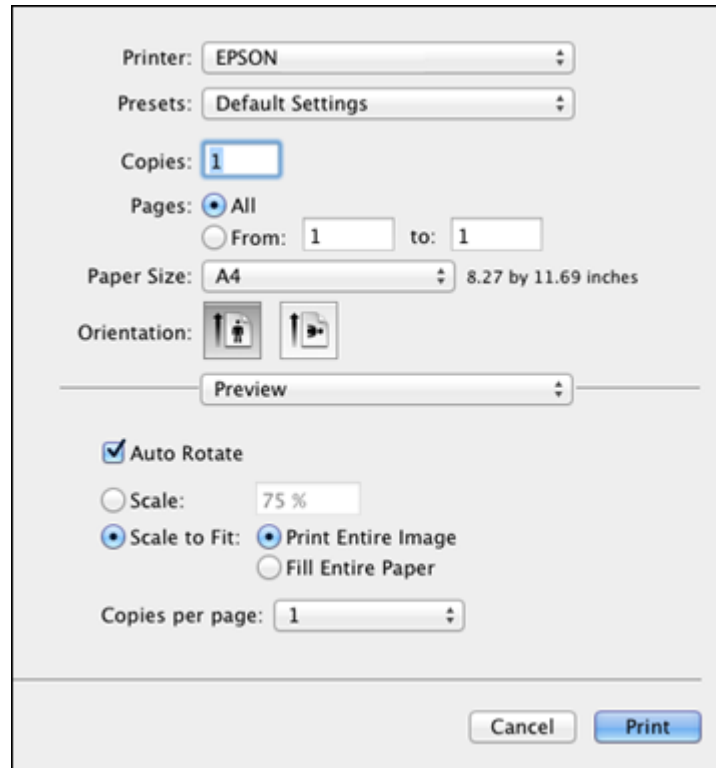 Printer: EPSON
Presets: Default Settings
Copies: 1
Pages: All
From: 1 to: 1
Paper Size: A4 8.27 by 11.69 inches
Orientation:
Preview
Auto Rotate
Scale: 75 %
Scale to Fit: Print Entire Image
Fill Entire Paper
Copies per page: 1
Cancel Print